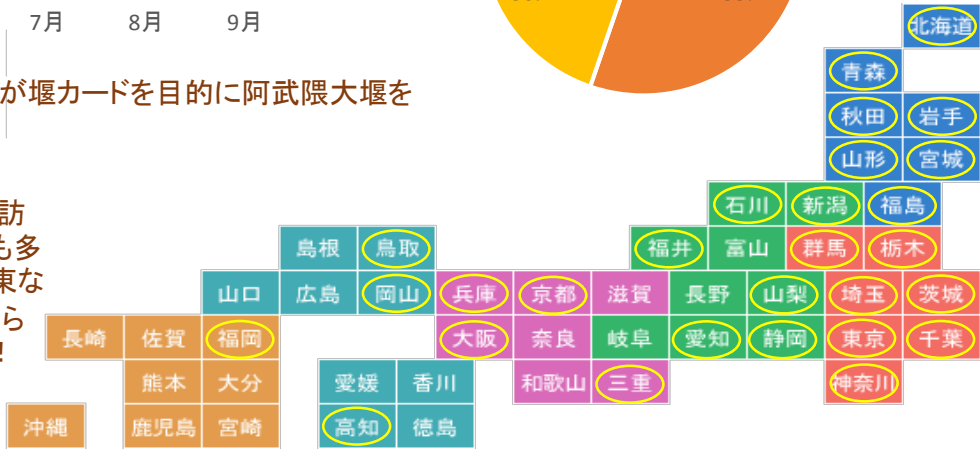 7月 8月 9月
が堰カードを目的に阿武隈大堰を
訪
も多
東な
ら
!
北海道
青森
秋田 岩手
山形 宮城
石川 新潟 福島
島根 鳥取 福井 富山 群馬 栃木
山口 広島 岡山 兵庫 京都 滋賀 長野 山梨 埼玉 茨城
長崎 佐賀 福岡 大阪 奈良 岐阜 愛知 静岡 東京 千葉
熊本 大分 愛媛 香川 和歌山 三重 神奈川
沖縄 鹿児島 宮崎 高知 徳島